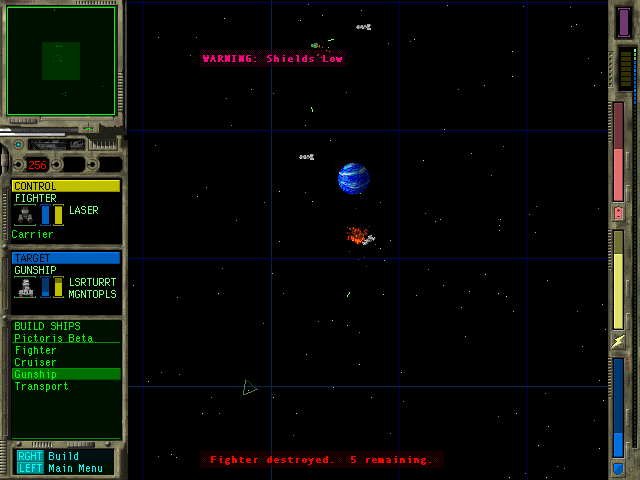 WARNING: Shields Low
256
CONTROL
FIGHTER
LASER
Carrier
TARGET
GUNSHIP
LSRTURRT
MGNTOPLS
BUILD SHIPS
Pictoris Beta
Fighter
Cruiser
Gunship
Transport
RGHT Build
LEFT Main Menu
Fighter destroyed. 5 remaining.